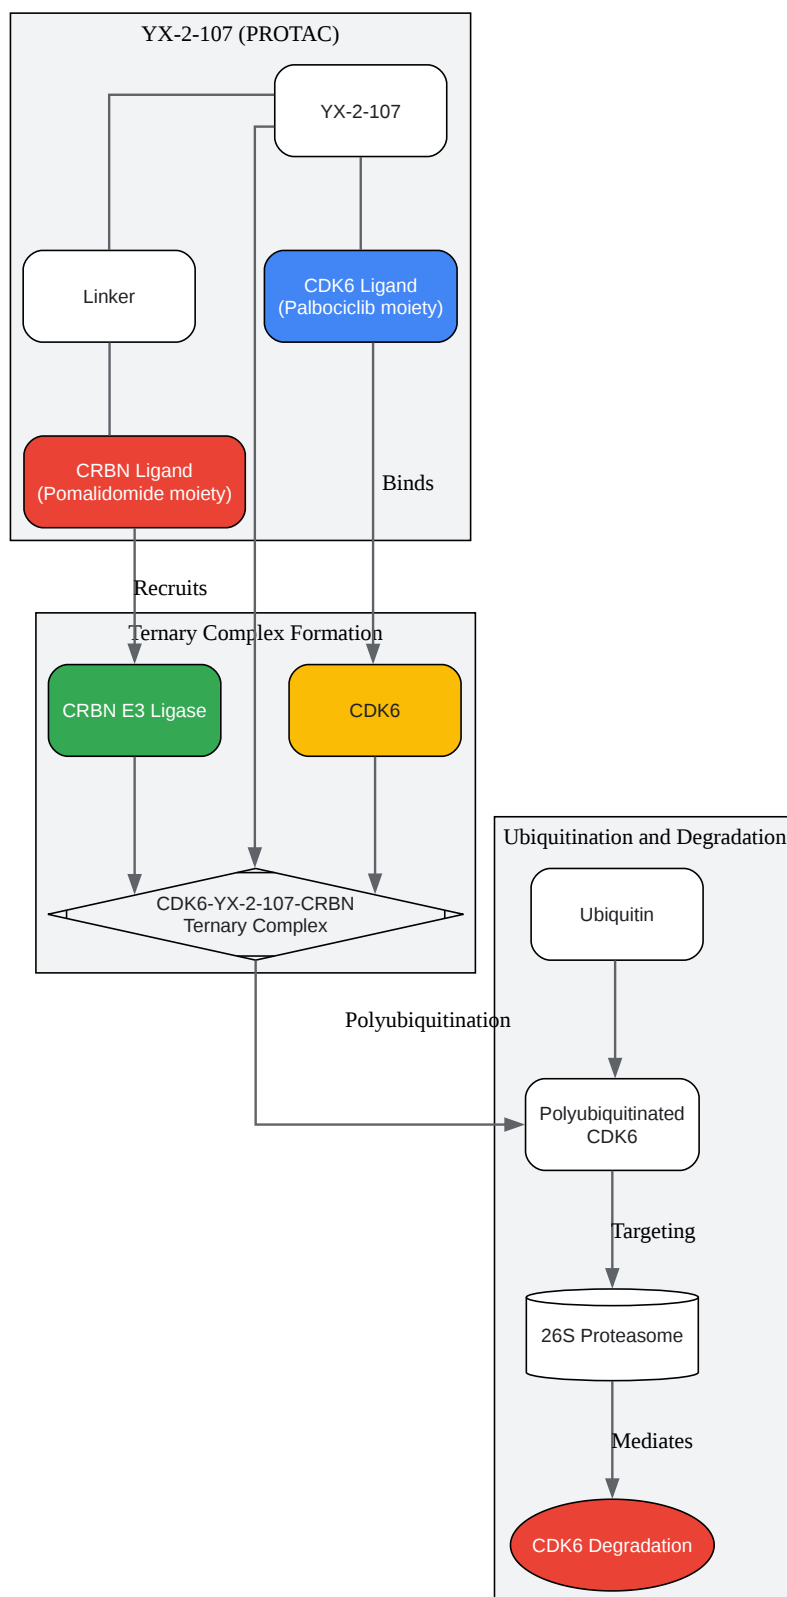 YX-2-107 (PROTAC)
YX-2-107
Linker
CDK6 Ligand
(Palbociclib moiety)
CRBN Ligand
(Pomalidomide moiety)
Binds
Recruits
Ternary Complex Formation
CRBN E3 Ligase
CDK6
CDK6-YX-2-107-CRBN
Ternary Complex
Ubiquitination and Degradation
Ubiquitin
Polyubiquitination
Polyubiquitinated
CDK6
Targeting
26S Proteasome
Mediates
CDK6 Degradation